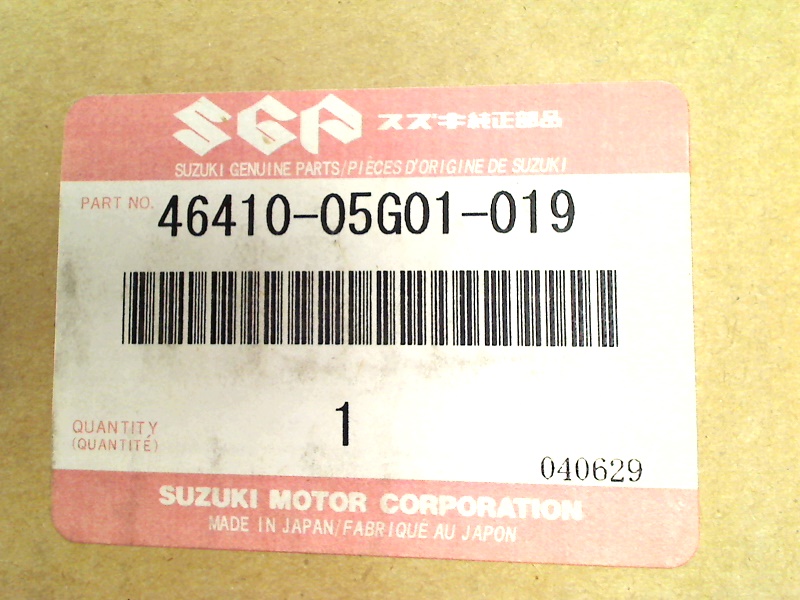 SGP スズキ純正部品
SUZUKI GENUINE PARTS/PIÈCES D'ORIGINE DE SUZUKI
PART NO. 46410-05G01-019
QUANTITY 1
(QUANTITÉ)
040629
SUZUKI MOTOR CORPORATION
MADE IN JAPAN/FABRIQUÉ AU JAPON